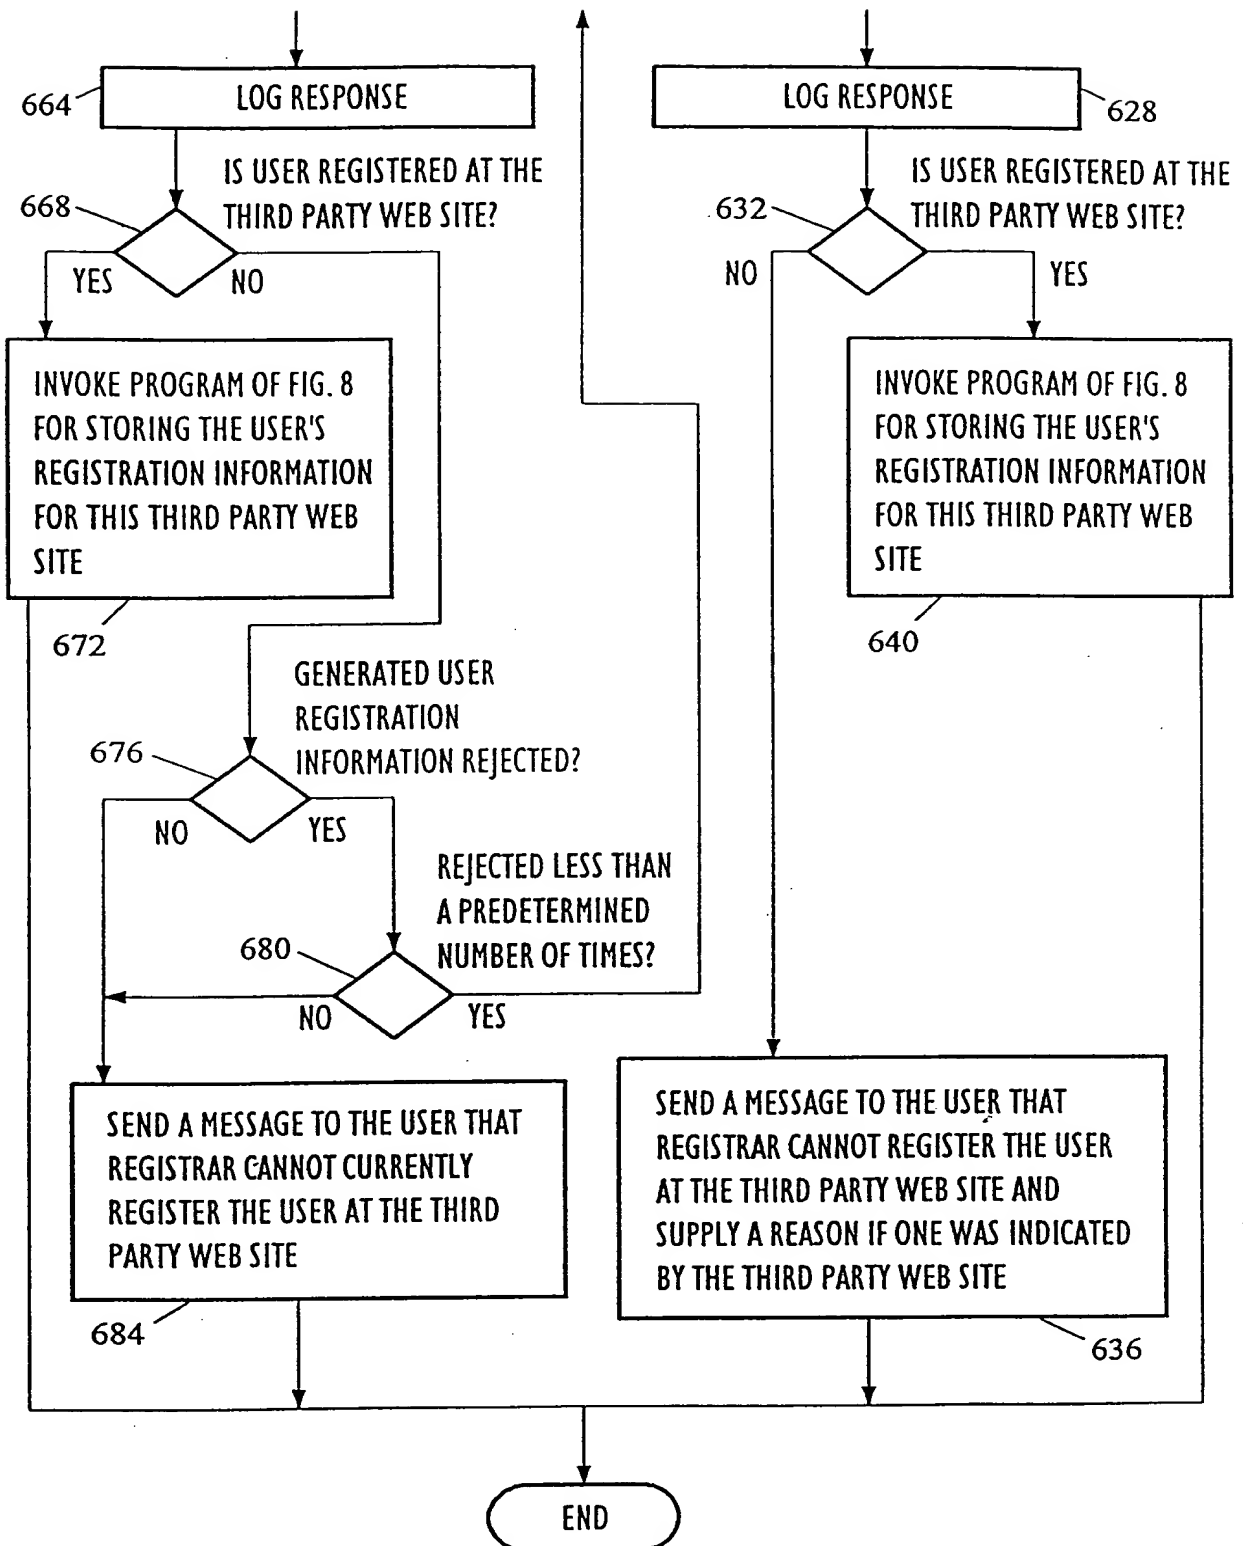 LOG RESPONSE
664
IS USER REGISTERED AT THE
THIRD PARTY WEB SITE?
668
YES
NO
INVOKE PROGRAM OF FIG. 8
FOR STORING THE USER'S
REGISTRATION INFORMATION
FOR THIS THIRD PARTY WEB
SITE
672
GENERATED USER
REGISTRATION
INFORMATION REJECTED?
676
NO
YES
REJECTED LESS THAN
A PREDETERMINED
NUMBER OF TIMES?
680
NO
YES
SEND A MESSAGE TO THE USER THAT
REGISTRAR CANNOT CURRENTLY
REGISTER THE USER AT THE THIRD
PARTY WEB SITE
684
LOG RESPONSE
628
IS USER REGISTERED AT THE
THIRD PARTY WEB SITE?
632
NO
YES
INVOKE PROGRAM OF FIG. 8
FOR STORING THE USER'S
REGISTRATION INFORMATION
FOR THIS THIRD PARTY WEB
SITE
640
SEND A MESSAGE TO THE USER THAT
REGISTRAR CANNOT REGISTER THE USER
AT THE THIRD PARTY WEB SITE AND
SUPPLY A REASON IF ONE WAS INDICATED
BY THE THIRD PARTY WEB SITE
636
END